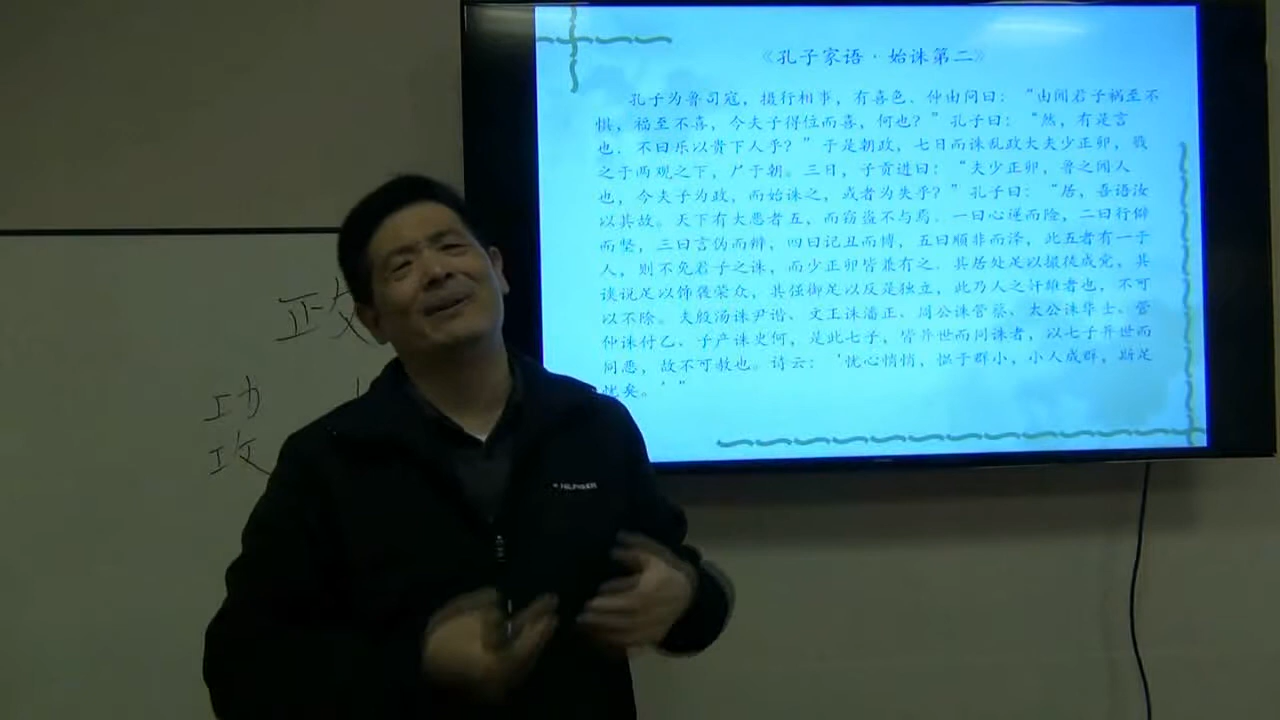 《孔子家语·始诛第二》
孔子为鲁司寇，摄行相事，有喜色。仲由问曰：“由闻君子祸至不
惧，福至不喜，今夫子得位而喜，何也？”孔子曰：“然，有是言
也。不曰乐以贵下人乎？”于是朝政，七日而诛乱政大夫少正卯，戮
之于两观之下，尸于朝。三日，子贡进曰：“夫少正卯，鲁之闻人
也，今夫子为政，而始诛之，或者为失乎？”孔子曰：“居，吾语汝
以其故。天下有大恶者五，而窃盗不与焉。一曰心逆而险，二曰行僻
而坚，三曰言伪而辩，四曰记丑而博，五曰顺非而泽，此五者有一于
人，则不免君子之诛，而少正卯皆兼有之。其居处足以撮徒成党，其
谈说足以饰褒荣众，其强御足以反是独立，此乃人之奸雄者也，不可
以不除。夫殷汤诛尹谐、文王诛潘正、周公诛管蔡、太公诛华士、管
仲诛付乙、子产诛史何，是此七子，皆异世而同诛者，以七子异世而
同恶，故不可赦也。诗云：‘忧心悄悄，愠于群小，小人成群，斯足
忧矣。’”
政
功
攻
HILFIGER